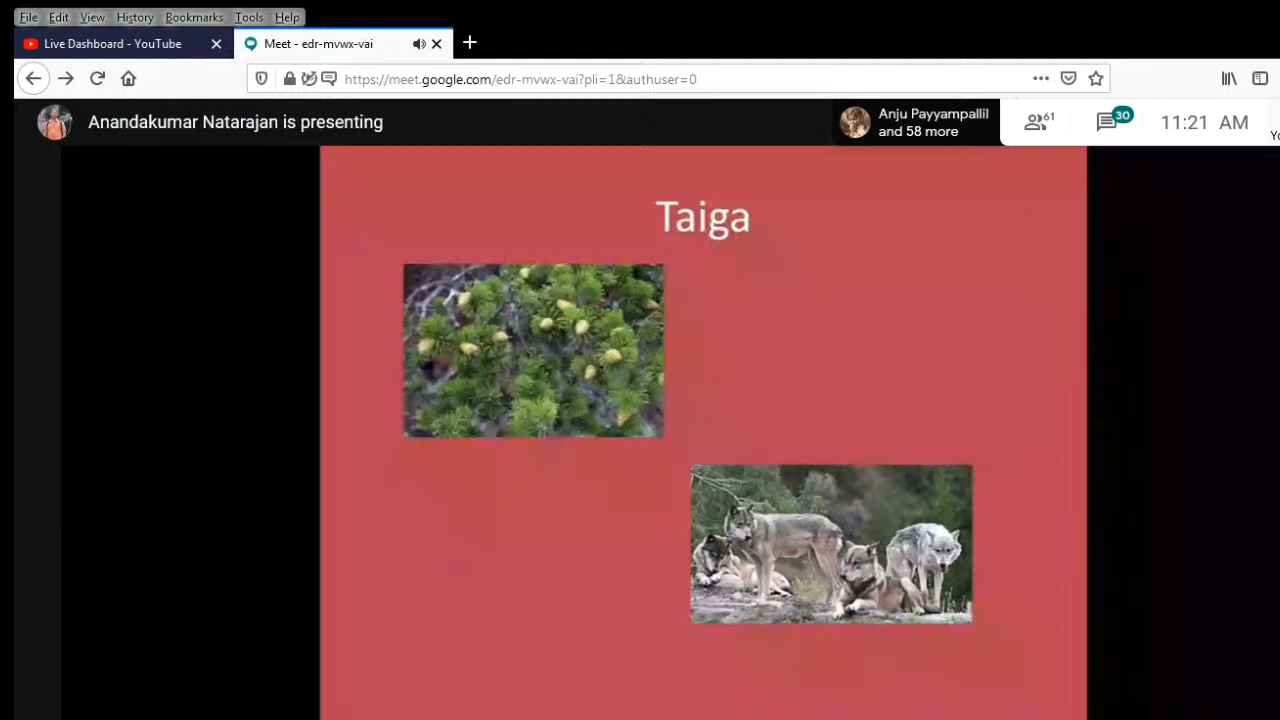 File Edit View History Bookmarks Tools Help
Live Dashboard - YouTube
Meet - edr-mvwx-vai
https://meet.google.com/edr-mvwx-vai?pli=1&authuser=0
Anandakumar Natarajan is presenting
Anju Payyampallil
and 58 more
61
30
11:21 AM
Yo
Taiga